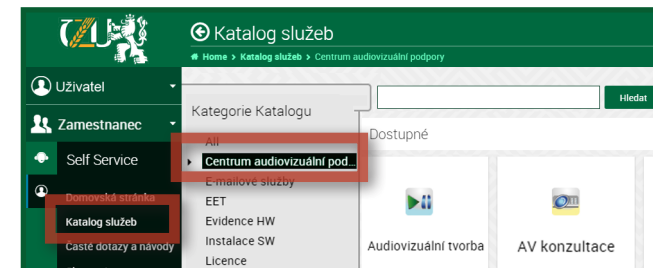 ČZU
Katalog služeb
Home > Katalog služeb > Centrum audiovizuální podpory
Uživatel
Zamestnanec
Self Service
Domovská stránka
Katalog služeb
Časté dotazy a návody
Kategorie Katalogu
All
Centrum audiovizuální pod...
E-mailové služby
EET
Evidence HW
Instalace SW
Licence
Hledat
Dostupné
Audiovizuální tvorba
AV konzultace